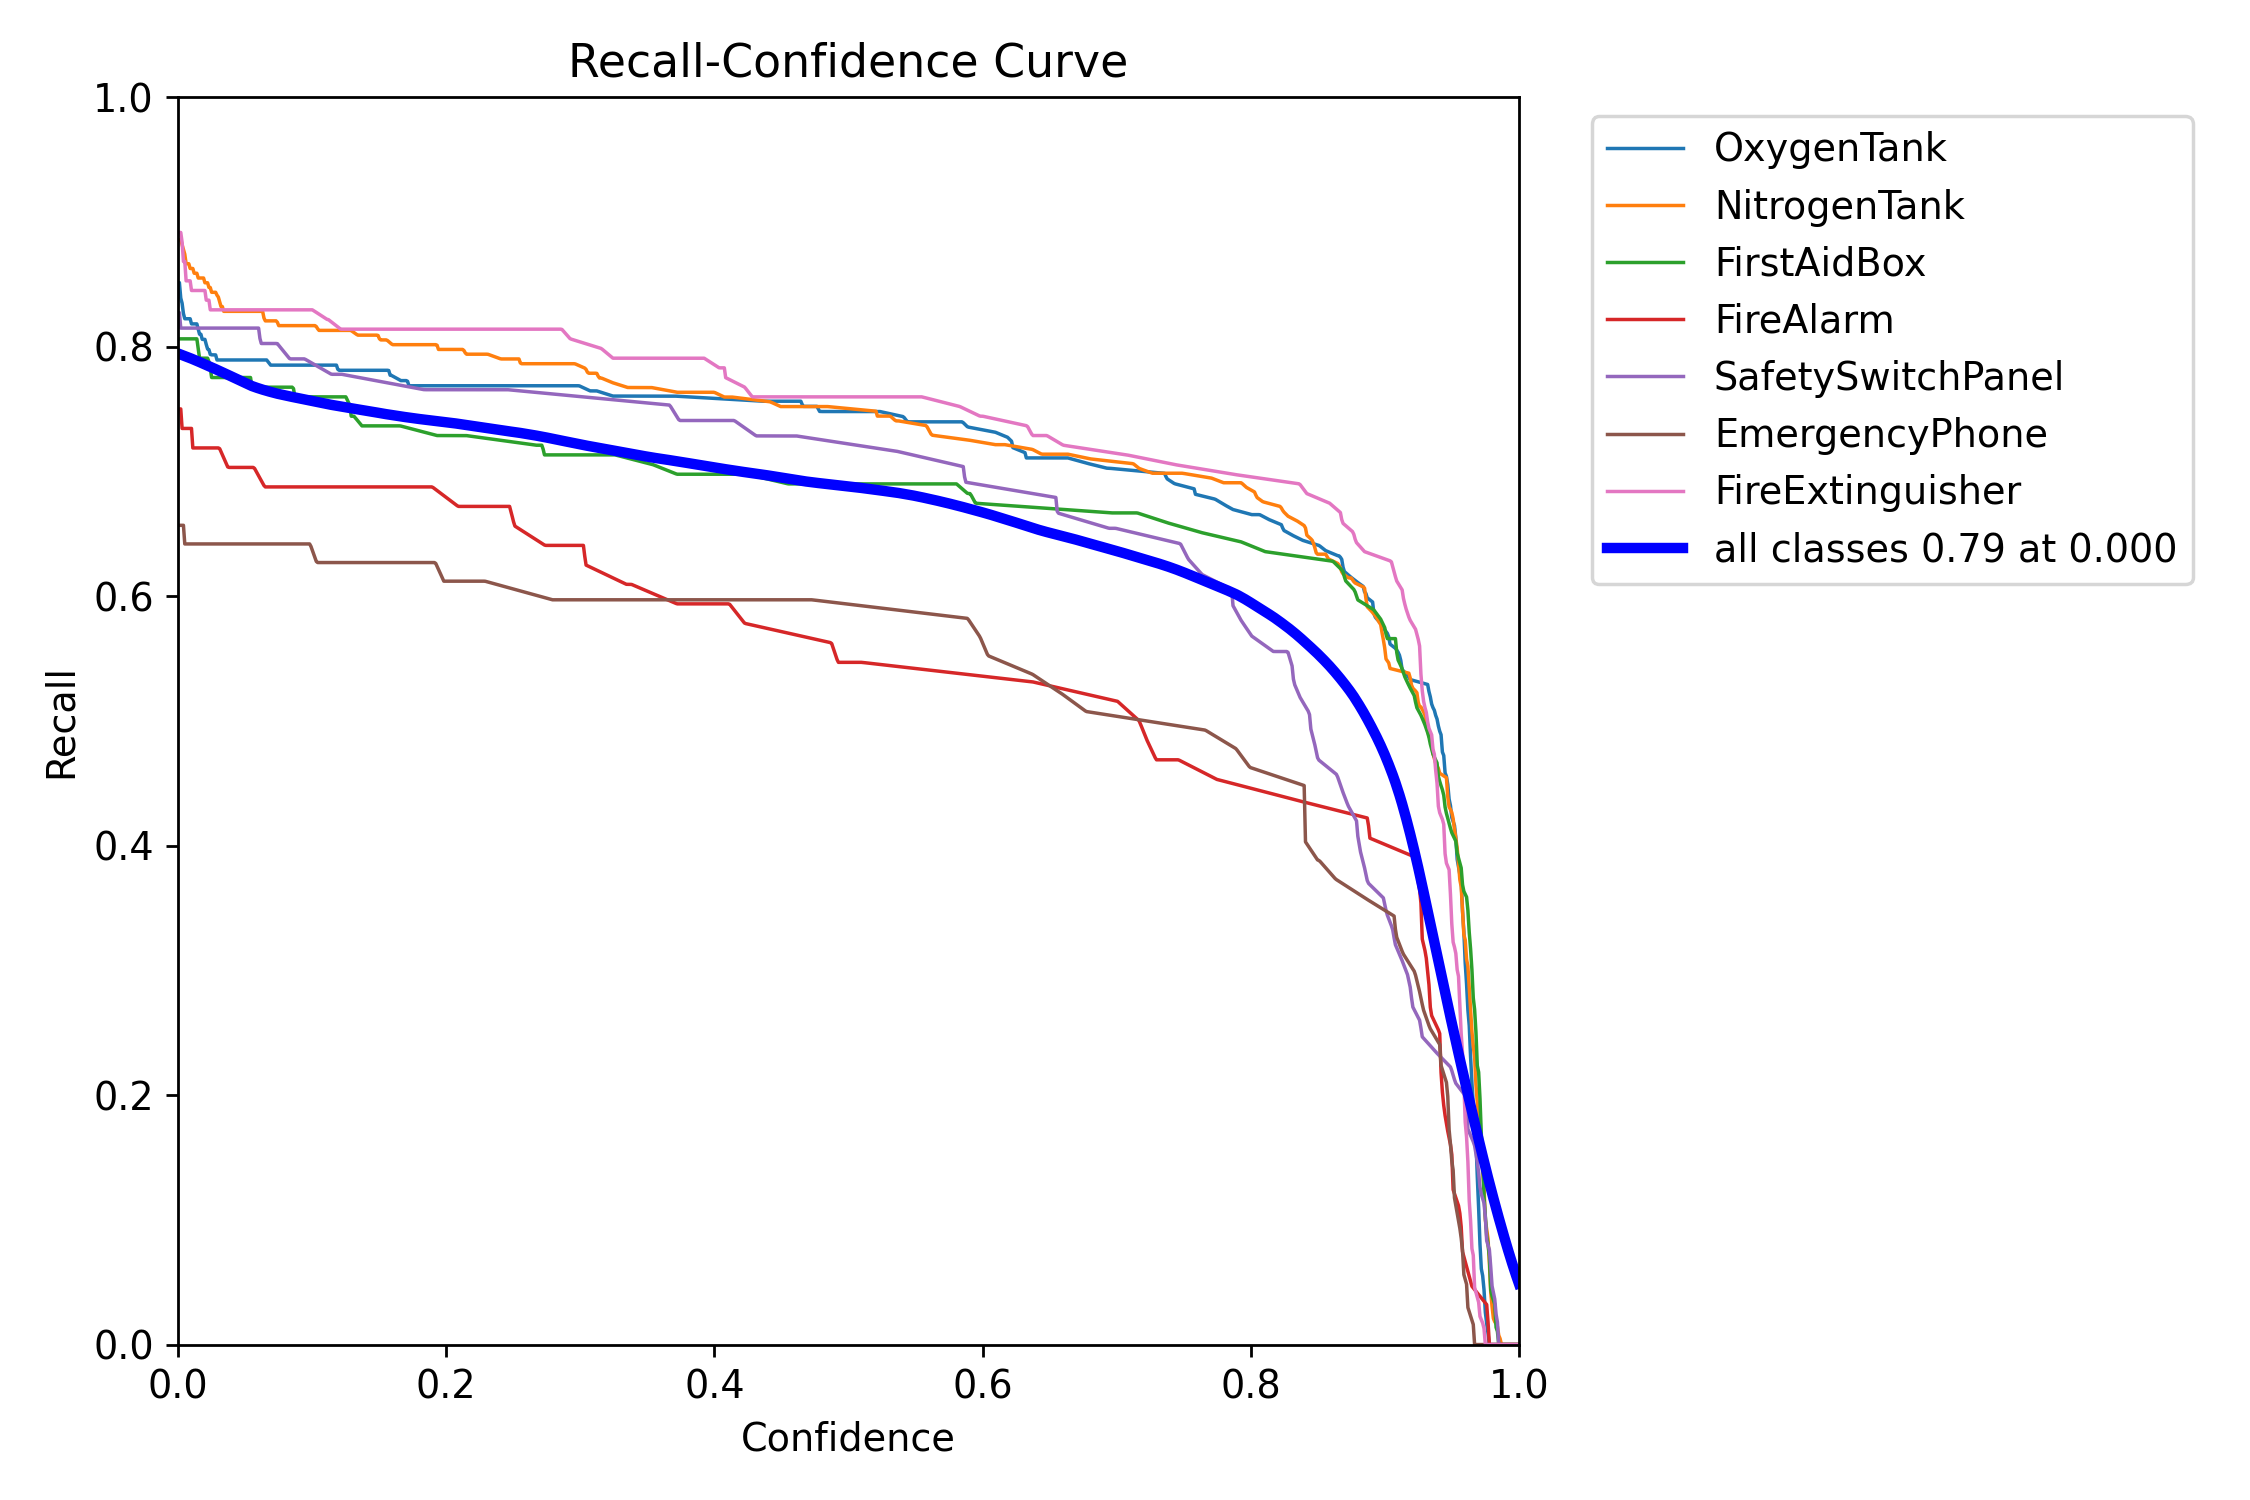 Recall-Confidence Curve
1.0
0.8
0.6
0.4
0.2
0.0
Recall
0.0 0.2 0.4 0.6 0.8 1.0
Confidence
OxygenTank
NitrogenTank
FirstAidBox
FireAlarm
SafetySwitchPanel
EmergencyPhone
FireExtinguisher
all classes 0.79 at 0.000